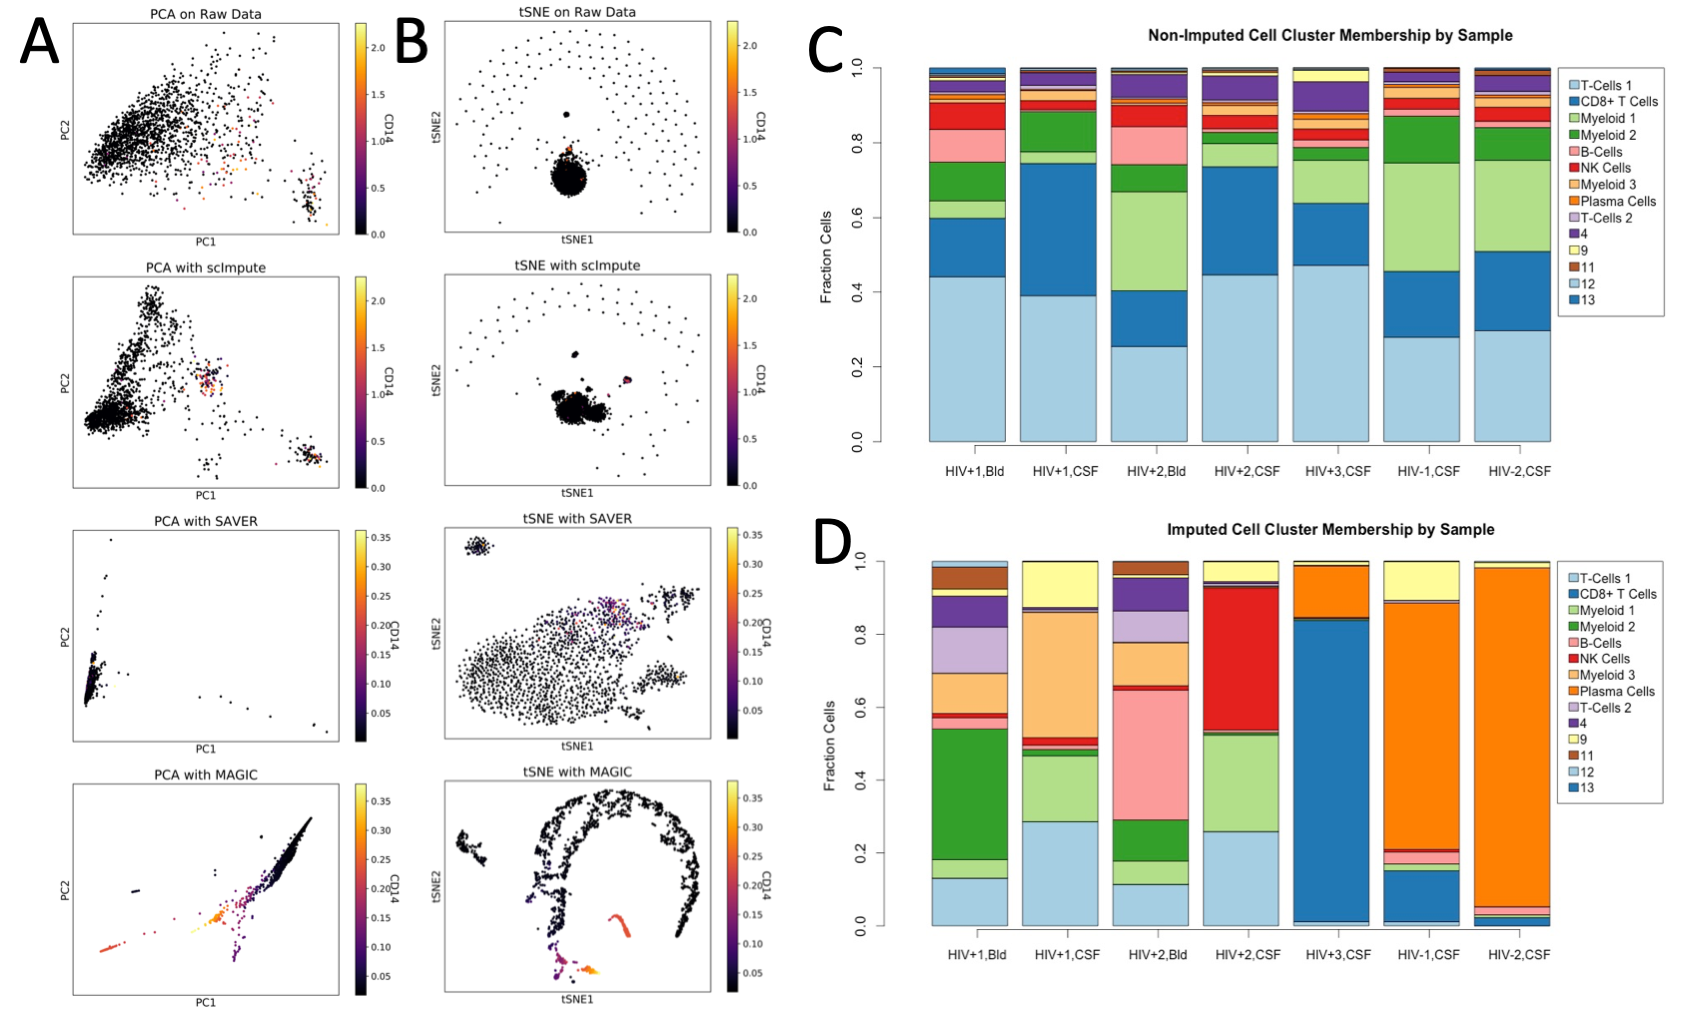 A
PCA on Raw Data
PC2
PC1
2.0
1.5
1.0
0.5
0.0
CD14
PCA with scImpute
PC2
PC1
2.0
1.5
1.0
0.5
0.0
CD14
PCA with SAVER
PC2
PC1
0.35
0.30
0.25
0.20
0.15
0.10
0.05
CD14
PCA with MAGIC
PC2
PC1
0.35
0.30
0.25
0.20
0.15
0.10
0.05
CD14
B
tSNE on Raw Data
tSNE2
tSNE1
2.0
1.5
1.0
0.5
0.0
CD14
tSNE with scImpute
tSNE2
tSNE1
2.0
1.5
1.0
0.5
0.0
CD14
tSNE with SAVER
tSNE2
tSNE1
0.35
0.30
0.25
0.20
0.15
0.10
0.05
CD14
tSNE with MAGIC
tSNE2
tSNE1
0.35
0.30
0.25
0.20
0.15
0.10
0.05
CD14
C
Non-Imputed Cell Cluster Membership by Sample
Fraction Cells
1.0
0.8
0.6
0.4
0.2
0.0
HIV+1,Bld HIV+1,CSF HIV+2,Bld HIV+2,CSF HIV+3,CSF HIV-1,CSF HIV-2,CSF
T-Cells 1
CD8+ T Cells
Myeloid 1
Myeloid 2
B-Cells
NK Cells
Myeloid 3
Plasma Cells
T-Cells 2
4
9
11
12
13
D
Imputed Cell Cluster Membership by Sample
Fraction Cells
1.0
0.8
0.6
0.4
0.2
0.0
HIV+1,Bld HIV+1,CSF HIV+2,Bld HIV+2,CSF HIV+3,CSF HIV-1,CSF HIV-2,CSF
T-Cells 1
CD8+ T Cells
Myeloid 1
Myeloid 2
B-Cells
NK Cells
Myeloid 3
Plasma Cells
T-Cells 2
4
9
11
12
13